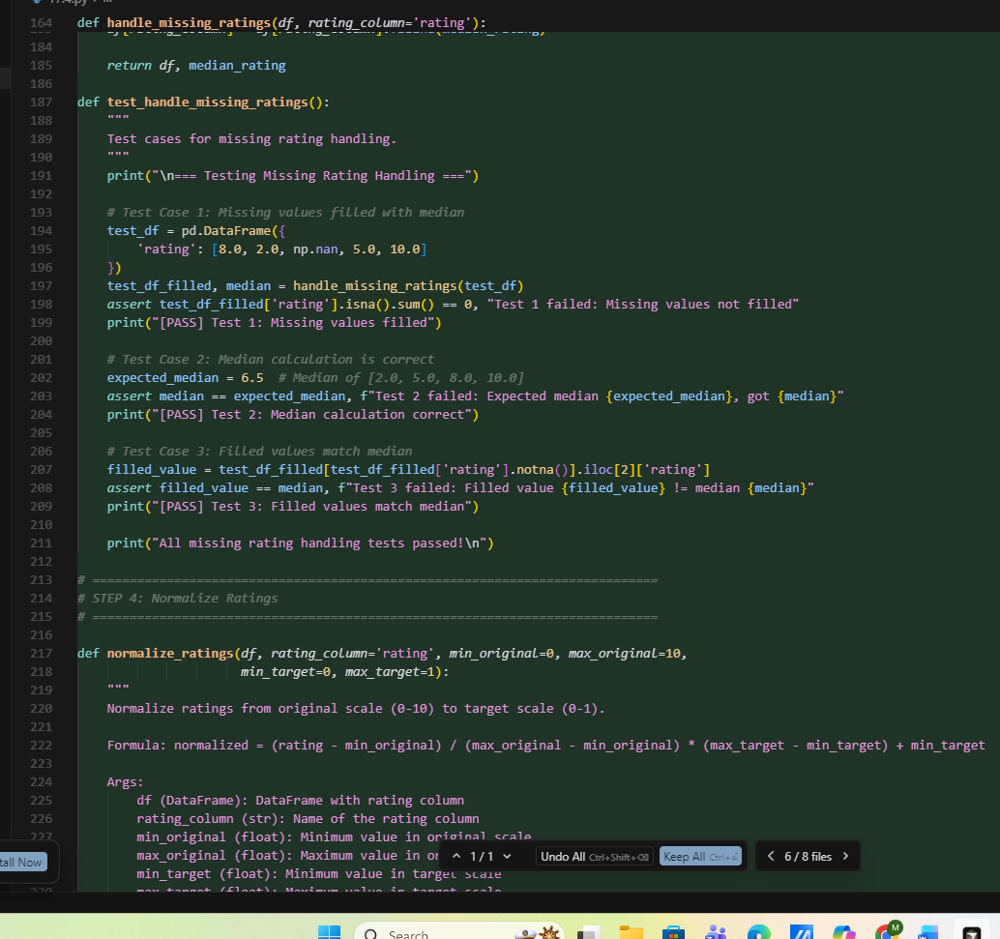 164 def handle_missing_ratings(df, rating_column='rating'):
184
185 return df, median_rating
186
187 def test_handle_missing_ratings():
188 """
189 Test cases for missing rating handling.
190 """
191 print("\n=== Testing Missing Rating Handling ===")
192
193 # Test Case 1: Missing values filled with median
194 test_df = pd.DataFrame({
195 'rating': [8.0, 2.0, np.nan, 5.0, 10.0]
196 })
197 test_df_filled, median = handle_missing_ratings(test_df)
198 assert test_df_filled['rating'].isna().sum() == 0, "Test 1 failed: Missing values not filled"
199 print("[PASS] Test 1: Missing values filled")
200
201 # Test Case 2: Median calculation is correct
202 expected_median = 6.5  # Median of [2.0, 5.0, 8.0, 10.0]
203 assert median == expected_median, f"Test 2 failed: Expected median {expected_median}, got {median}"
204 print("[PASS] Test 2: Median calculation correct")
205
206 # Test Case 3: Filled values match median
207 filled_value = test_df_filled[test_df_filled['rating'].notna()].iloc[2]['rating']
208 assert filled_value == median, f"Test 3 failed: Filled value {filled_value} != median {median}"
209 print("[PASS] Test 3: Filled values match median")
210
211 print("All missing rating handling tests passed!\n")
212
213 # ============================================================================
214 # STEP 4: Normalize Ratings
215 # ============================================================================
216
217 def normalize_ratings(df, rating_column='rating', min_original=0, max_original=10,
218 min_target=0, max_target=1):
219 """
220 Normalize ratings from original scale (0-10) to target scale (0-1).
221
222 Formula: normalized = (rating - min_original) / (max_original - min_original) * (max_target - min_target) + min_target
223
224 Args:
225 df (DataFrame): DataFrame with rating column
226 rating_column (str): Name of the rating column
227 min_original (float): Minimum value in original scale
max_original (float): Maximum value in
min_target (float): Minimum value in target scale
max_target (float): Maximum value in target scale
Now
1 / 1
Undo All Ctrl+Shift+⌫
Keep All Ctrl+⏎
6 / 8 files
Search
M